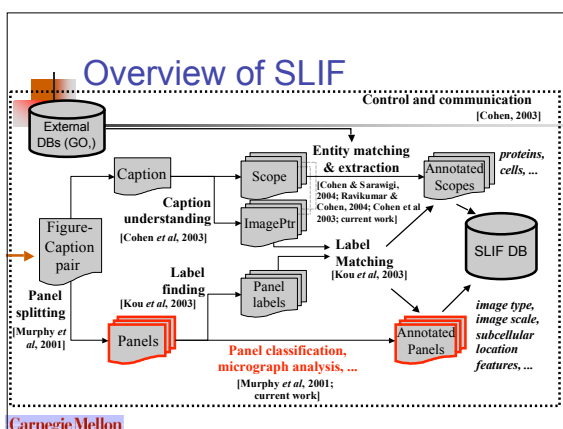 Overview of SLIF
Control and communication
[Cohen, 2003]
External
DBs (GO,)
Entity matching
& extraction
[Cohen & Sarawigi,
2004; Ravikumar &
Cohen, 2004; Cohen et al
2003; current work]
proteins,
cells, ...
Caption
Scope
Annotated
Scopes
Caption
understanding
[Cohen et al, 2003]
ImagePtr
Figure-
Caption
pair
Label
Matching
[Kou et al, 2003]
SLIF DB
Label
finding
[Kou et al, 2003]
Panel
labels
Panel
splitting
[Murphy et
al, 2001]
Panels
Panel classification,
micrograph analysis, ...
[Murphy et al, 2001;
current work]
Annotated
Panels
image type,
image scale,
subcellular
location
features, ...
Carnegie Mellon